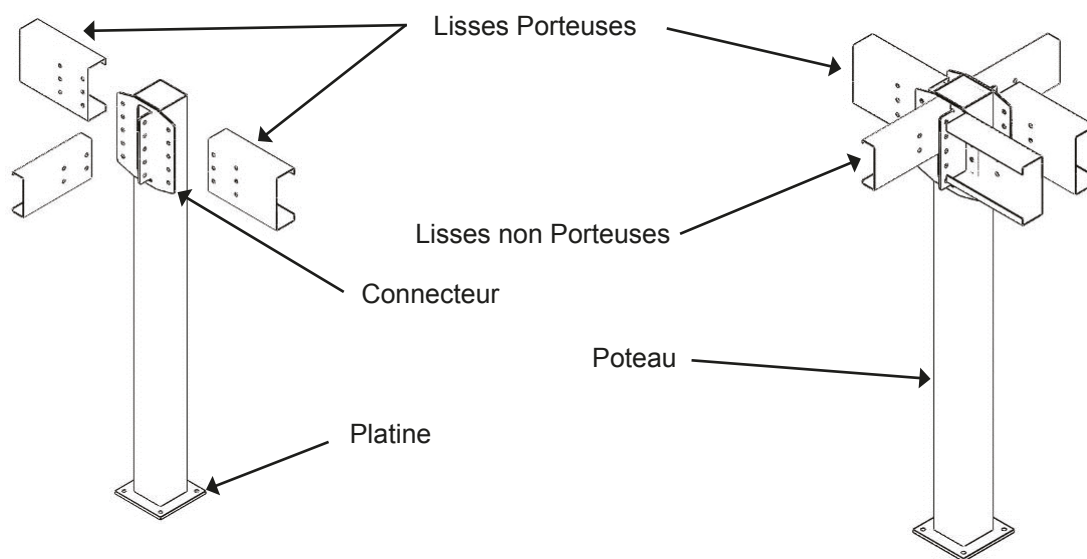 Lisses Porteuses
Lisses non Porteuses
Connecteur
Poteau
Platine